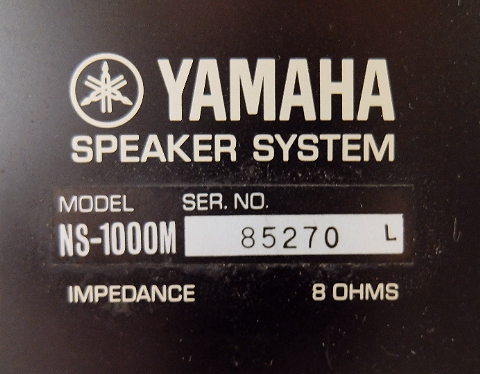 YAMAHA
SPEAKER SYSTEM
MODEL SER. NO.
NS-1000M 85270 L
IMPEDANCE 8 OHMS